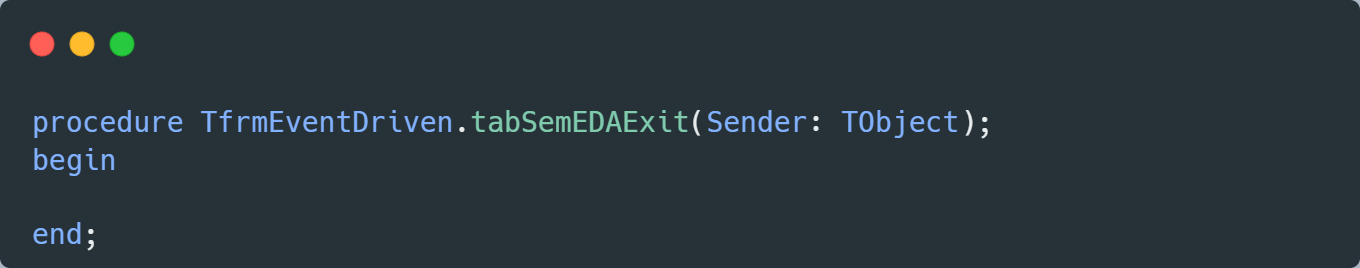 procedure TfrmEventDriven.tabSemEDAExit(Sender: TObject);
begin
end;